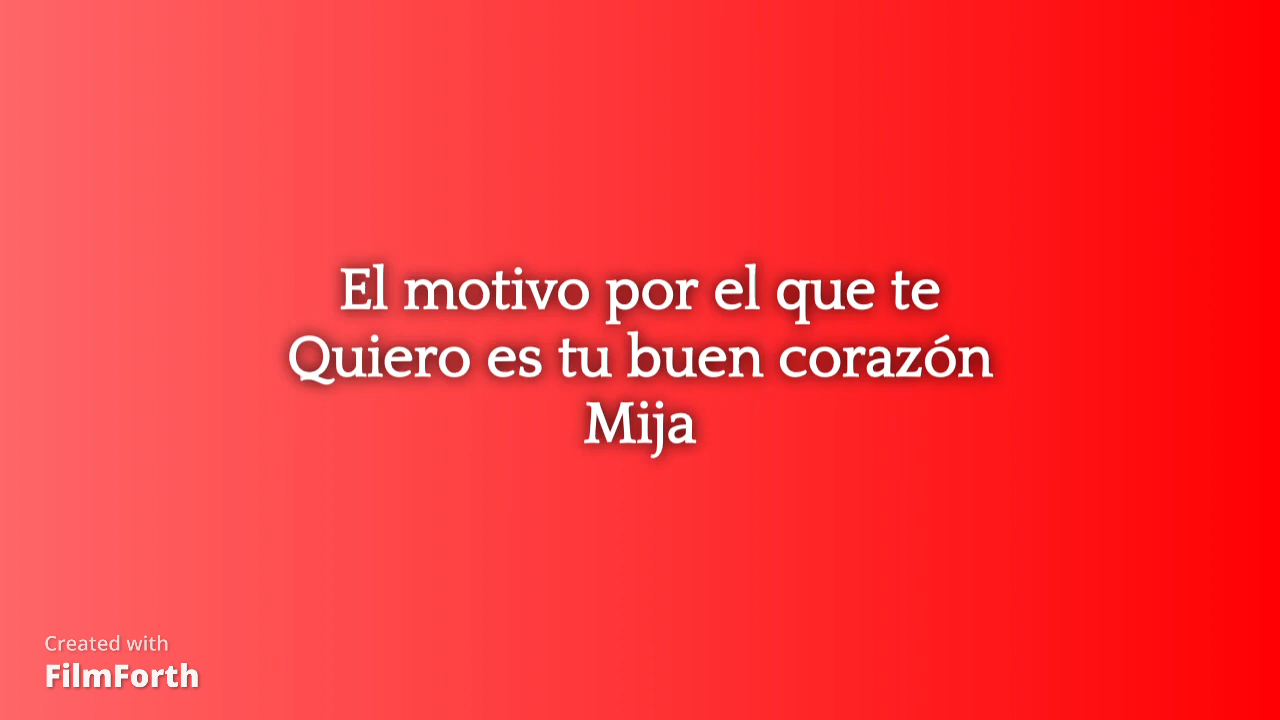 El motivo por el que te
Quiero es tu buen corazón
Mija
Created with
FilmForth